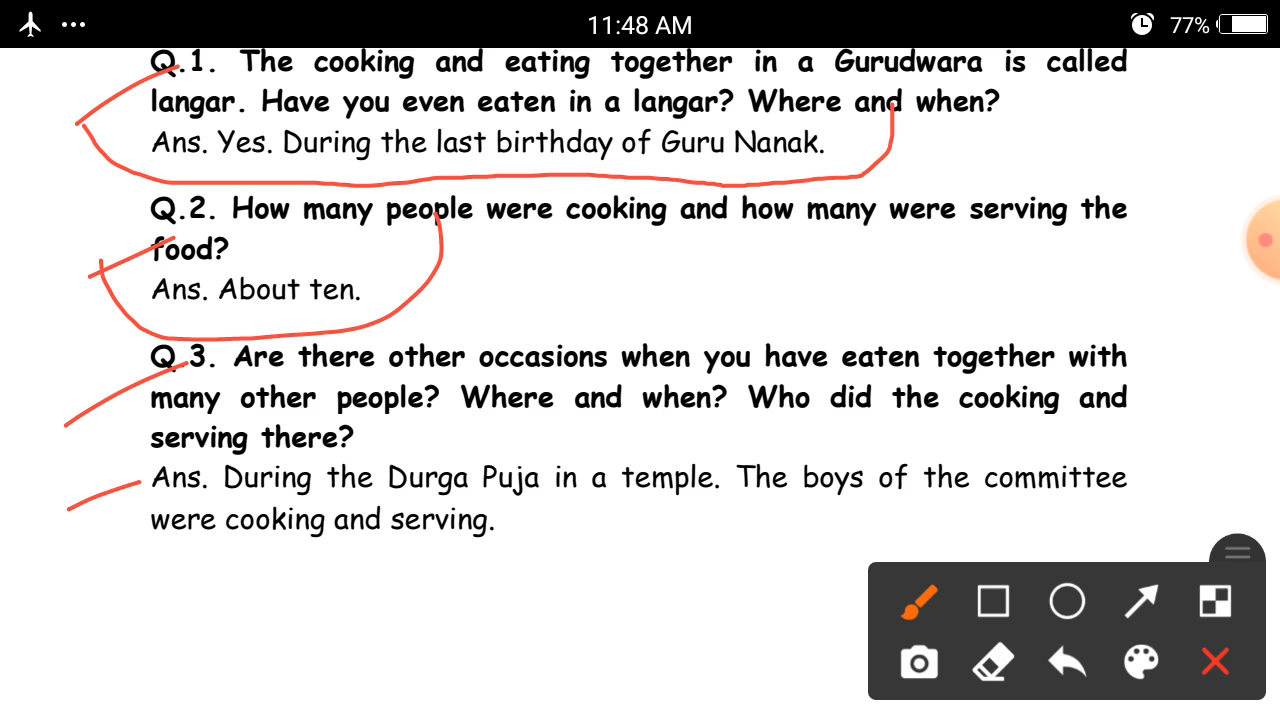 11:48 AM
77%
Q.1. The cooking and eating together in a Gurudwara is called
langar. Have you even eaten in a langar? Where and when?
Ans. Yes. During the last birthday of Guru Nanak.
Q.2. How many people were cooking and how many were serving the
food?
Ans. About ten.
Q.3. Are there other occasions when you have eaten together with
many other people? Where and when? Who did the cooking and
serving there?
Ans. During the Durga Puja in a temple. The boys of the committee
were cooking and serving.